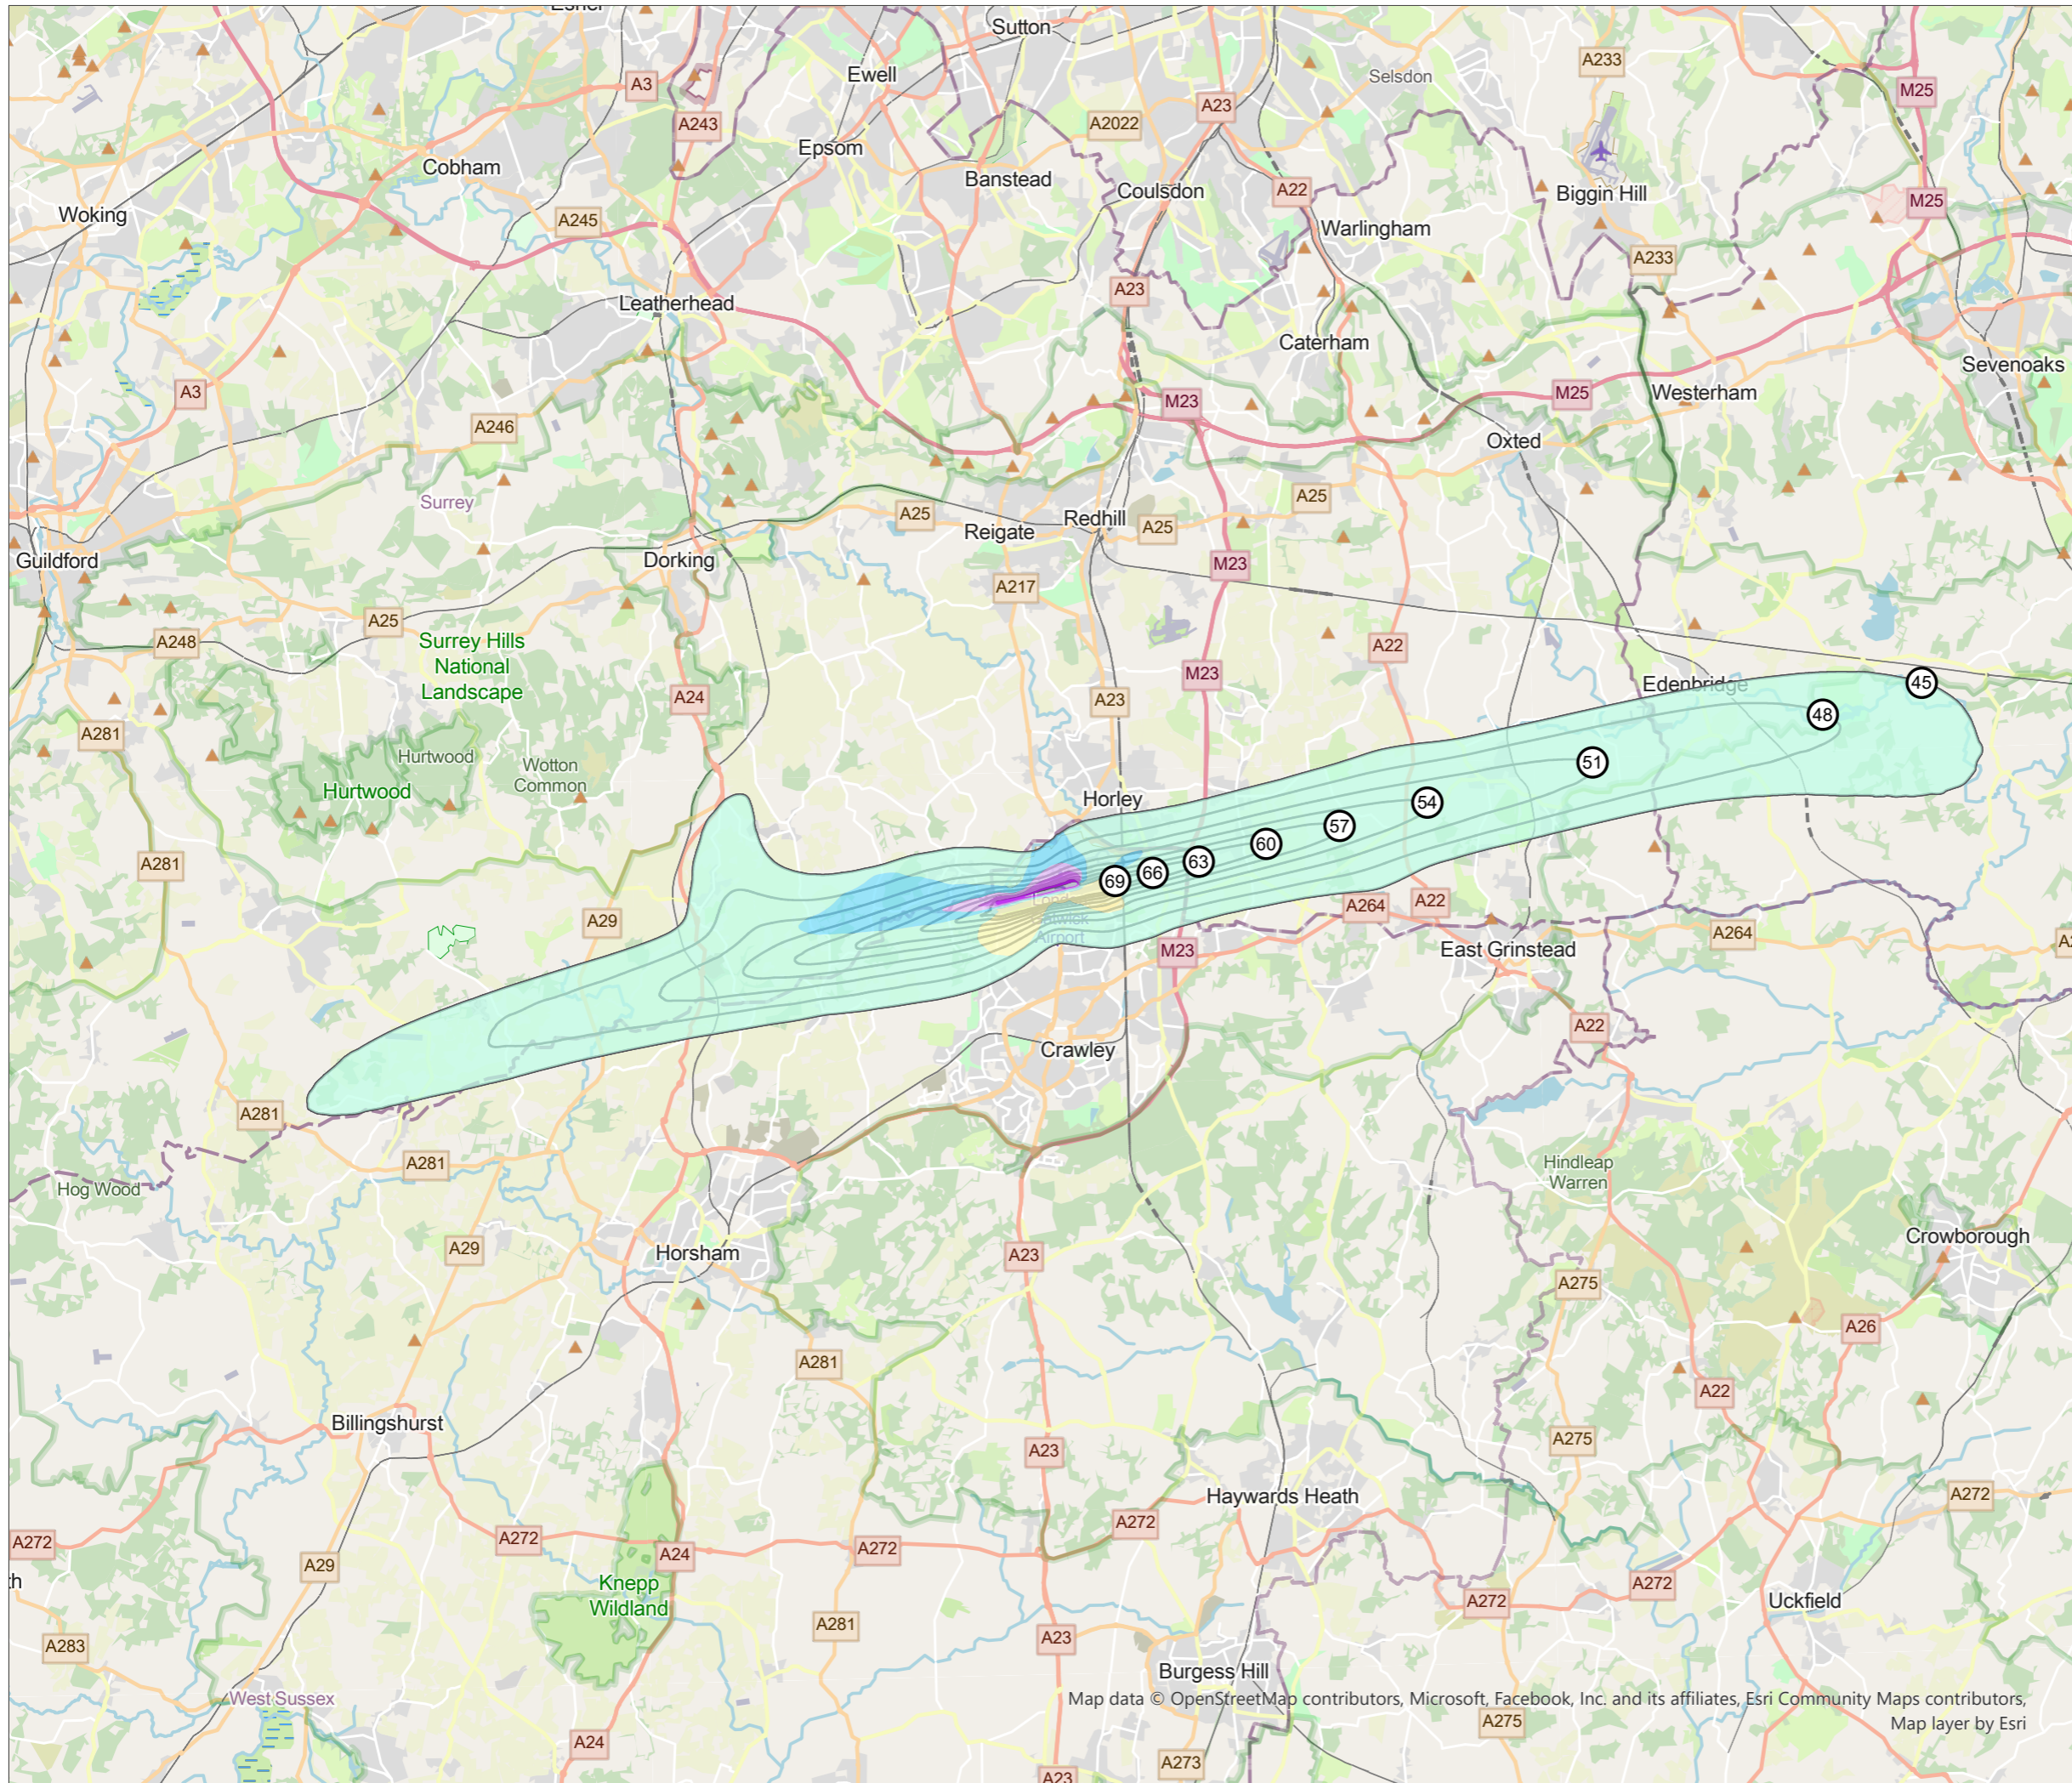 Sutton
Ewell
Selsdon
A233
A3
M25
A23
A243
A2022
Epsom
Cobham
Banstead
Coulsdon
A22
Biggin Hill
M25
Woking
A245
Warlingham
A233
A23
Leatherhead
Caterham
Sevenoaks
A3
M23
M25
Westerham
A246
Oxted
Surrey
A25
A25
Reigate
Redhill
A25
Guildford
Dorking
M23
A217
A25
A248
Surrey Hills
National
Landscape
A22
M23
Edenbridge
45
A24
A23
48
A281
Hurtwood
Wotton
Common
51
Hurtwood
Horley
54
57
60
63
66
69
A281
London
Gatwick
Airport
A29
A264
A22
A264
M23
East Grinstead
A22
Crawley
A281
A281
Hindleap
Warren
Hog Wood
A29
Horsham
A23
Crowborough
A275
A26
A281
A22
Billingshurst
A23
A275
Haywards Heath
A272
A272
A272
A272
A272
A24
A29
Knepp
Wildland
A272
A272
Uckfield
A281
A23
A283
Burgess Hill
West Sussex
Map data © OpenStreetMap contributors, Microsoft, Facebook, Inc. and its affiliates, Esri Community Maps contributors,
Map layer by Esri
A275
A24
A273
A23